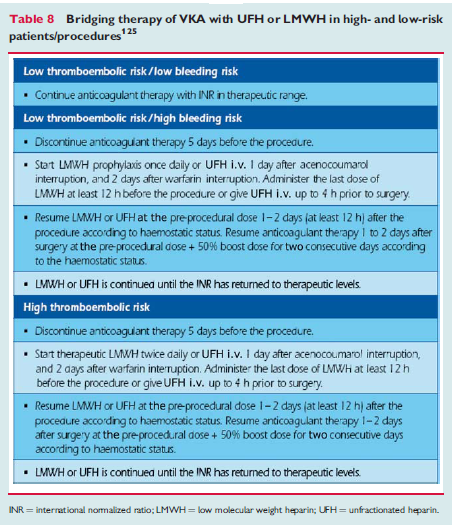 Table 8 Bridging therapy of VKA with UFH or LMWH in high- and low-risk
patients/procedures125
Low thromboembolic risk/low bleeding risk
▪ Continue anticoagulant therapy with INR in therapeutic range.
Low thromboembolic risk/high bleeding risk
▪ Discontinue anticoagulant therapy 5 days before the procedure.
▪ Start LMWH prophylaxis once daily or UFH i.v. 1 day after acenocoumarol
interruption, and 2 days after warfarin interruption. Administer the last dose of
LMWH at least 12 h before the procedure or give UFH i.v. up to 4 h prior to surgery.
▪ Resume LMWH or UFH at the pre-procedural dose 1–2 days (at least 12 h) after the
procedure according to haemostatic status. Resume anticoagulant therapy 1 to 2 days after
surgery at the pre-procedural dose + 50% boost dose for two consecutive days according
to the haemostatic status.
▪ LMWH or UFH is continued until the INR has returned to therapeutic levels.
High thromboembolic risk
▪ Discontinue anticoagulant therapy 5 days before the procedure.
▪ Start therapeutic LMWH twice daily or UFH i.v. 1 day after acenocoumarol interruption,
and 2 days after warfarin interruption. Administer the last dose of LMWH at least 12 h
before the procedure or give UFH i.v. up to 4 h prior to surgery.
▪ Resume LMWH or UFH at the pre-procedural dose 1–2 days (at least 12 h) after the
procedure according to haemostatic status. Resume anticoagulant therapy 1–2 days
after surgery at the pre-procedural dose + 50% boost dose for two consecutive days
according to haemostatic status.
▪ LMWH or UFH is continued until the INR has returned to therapeutic levels.
INR = international normalized ratio; LMWH = low molecular weight heparin; UFH = unfractionated heparin.